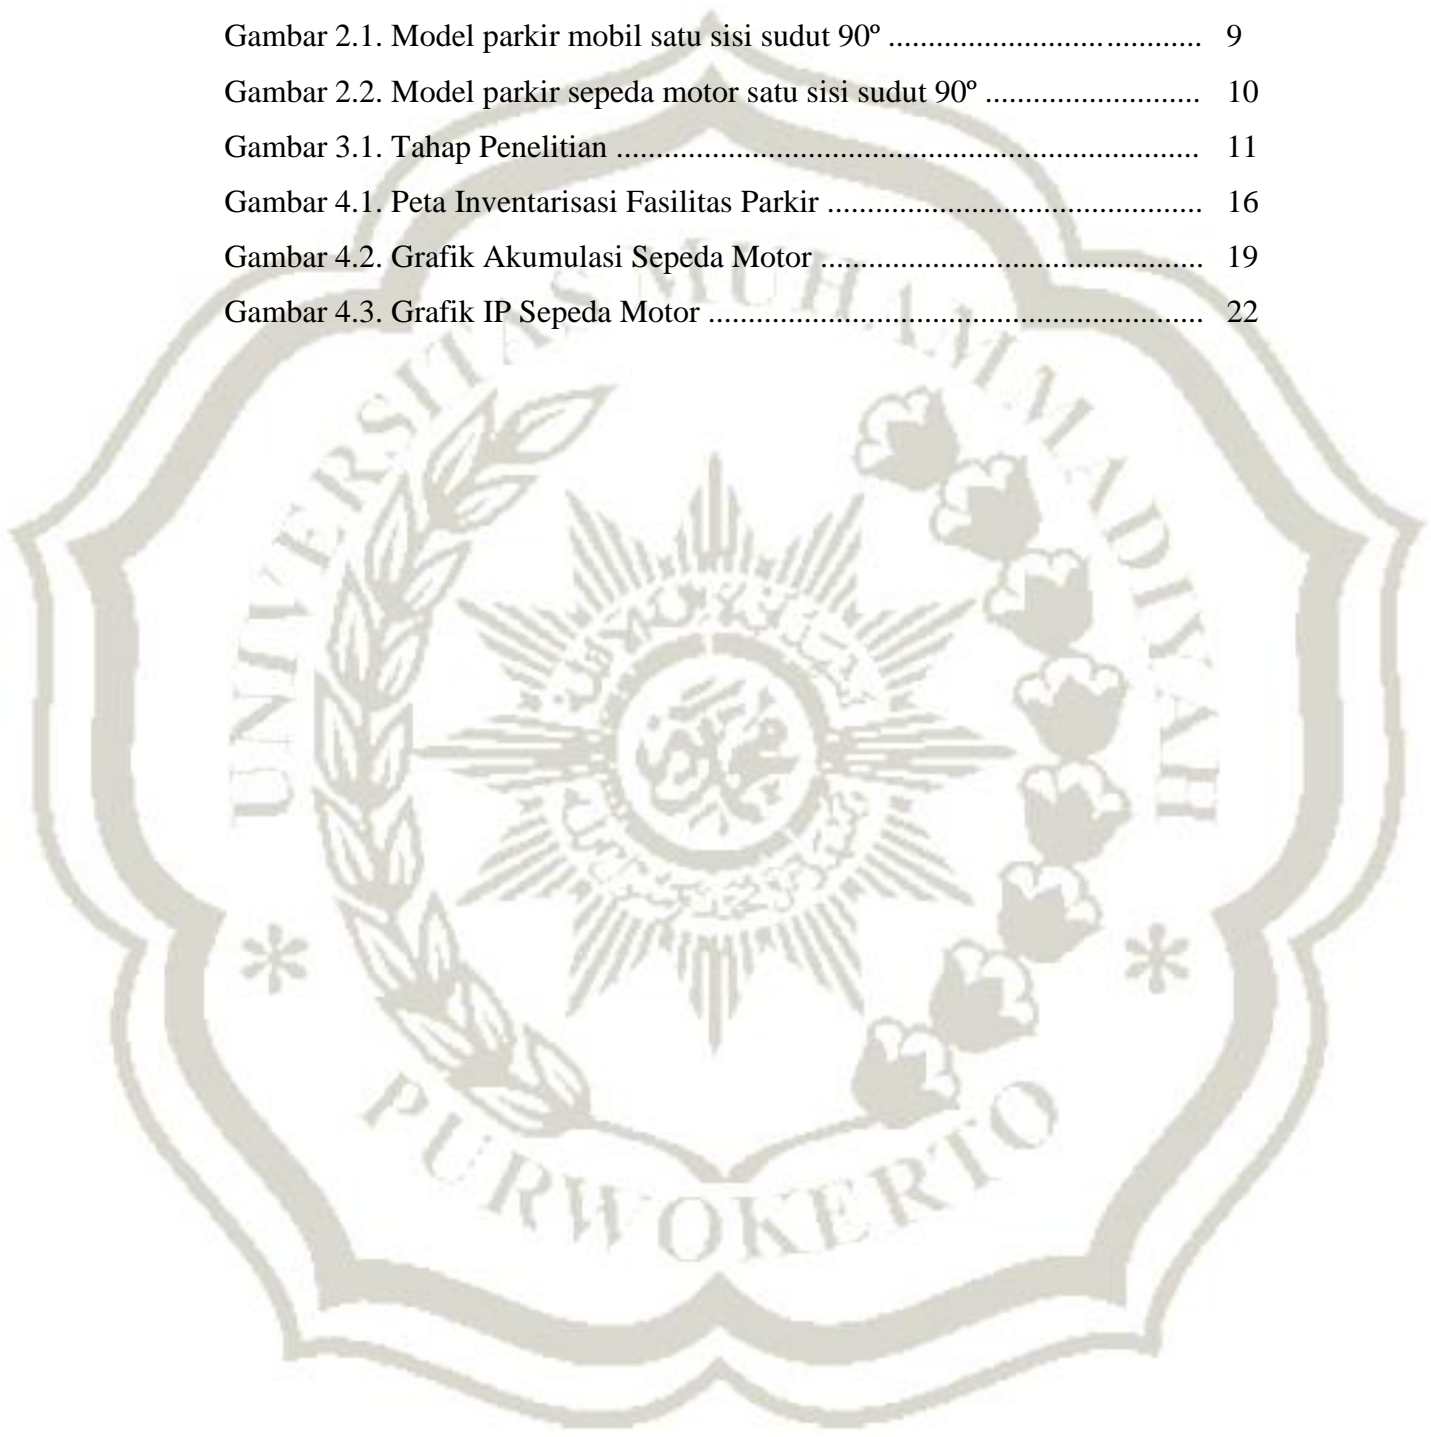 Gambar 2.1. Model parkir mobil satu sisi sudut 90º ....................................... 9
Gambar 2.2. Model parkir sepeda motor satu sisi sudut 90º ........................... 10
Gambar 3.1. Tahap Penelitian ......................................................................... 11
Gambar 4.1. Peta Inventarisasi Fasilitas Parkir ............................................... 16
Gambar 4.2. Grafik Akumulasi Sepeda Motor ................................................ 19
Gambar 4.3. Grafik IP Sepeda Motor .............................................................. 22
UNIVERSITAS MUHAMMADIYAH
PURWOKERTO